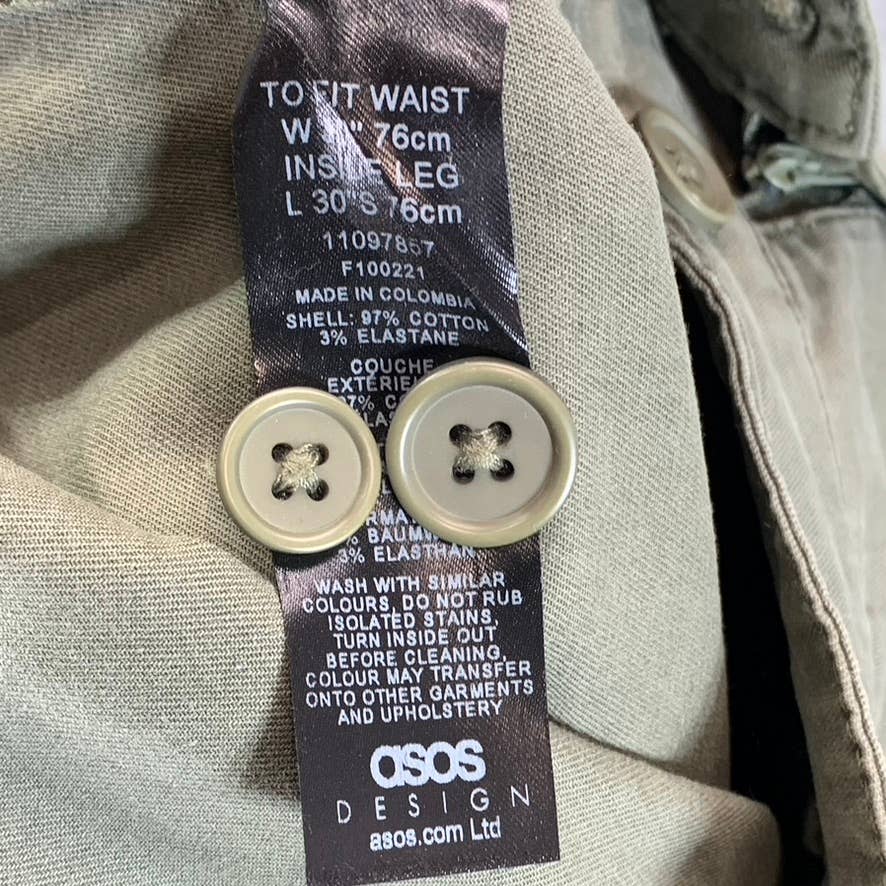 TO FIT WAIST
W 76cm
INSIDE LEG
L 30" S 76cm
11097857
F100221
MADE IN COLOMBIA
SHELL: 97% COTTON
3% ELASTANE
COUCHE
3% ELASTHAN
WASH WITH SIMILAR
COLOURS, DO NOT RUB
ISOLATED STAINS,
TURN INSIDE OUT
BEFORE CLEANING,
COLOUR MAY TRANSFER
ONTO OTHER GARMENTS
AND UPHOLSTERY
asos
DESIGN
asos.com Ltd